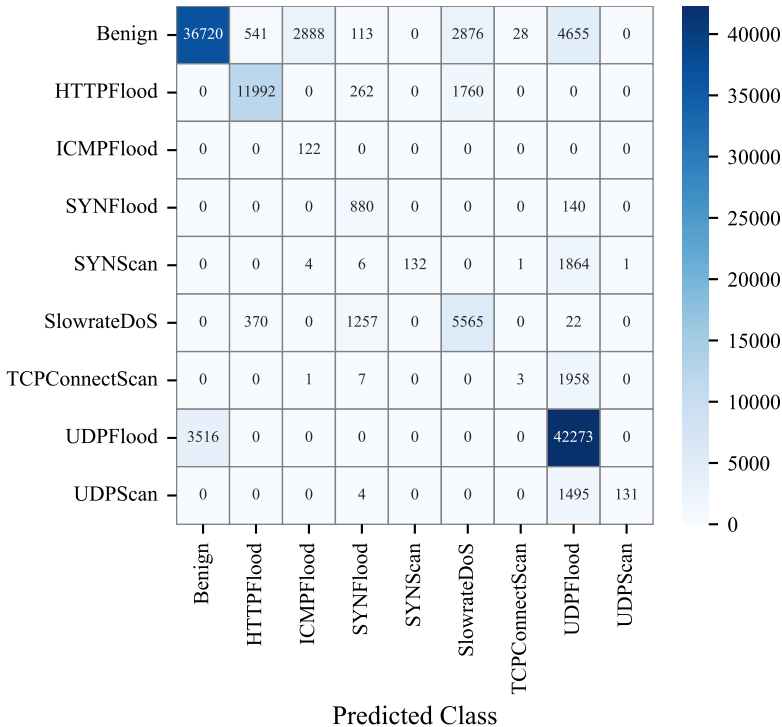 Benign 36720 541 2888 113 0 2876 28 4655 0
HTTPFlood 0 11992 0 262 1760 0 0 0
ICMPFlood 0 0 122 0 0 0 0 0 0
SYNFlood 0 0 0 880 0 0 0 140 0
SYNScan 0 0 4 6 132 0 1 1864 1
SlowrateDoS 0 370 0 1257 0 5565 0 22 0
TCPConnectScan 0 0 1 7 0 0 3 1958 0
UDPFlood 3516 0 0 0 0 0 0 42273 0
UDPScan 0 0 0 4 0 0 0 1495 131
Benign
HTTPFlood
ICMPFlood
SYNFlood
SYNScan
SlowrateDoS
TCPConnectScan
UDPFlood
UDPScan
Predicted Class
40000
35000
30000
25000
20000
15000
10000
5000
0